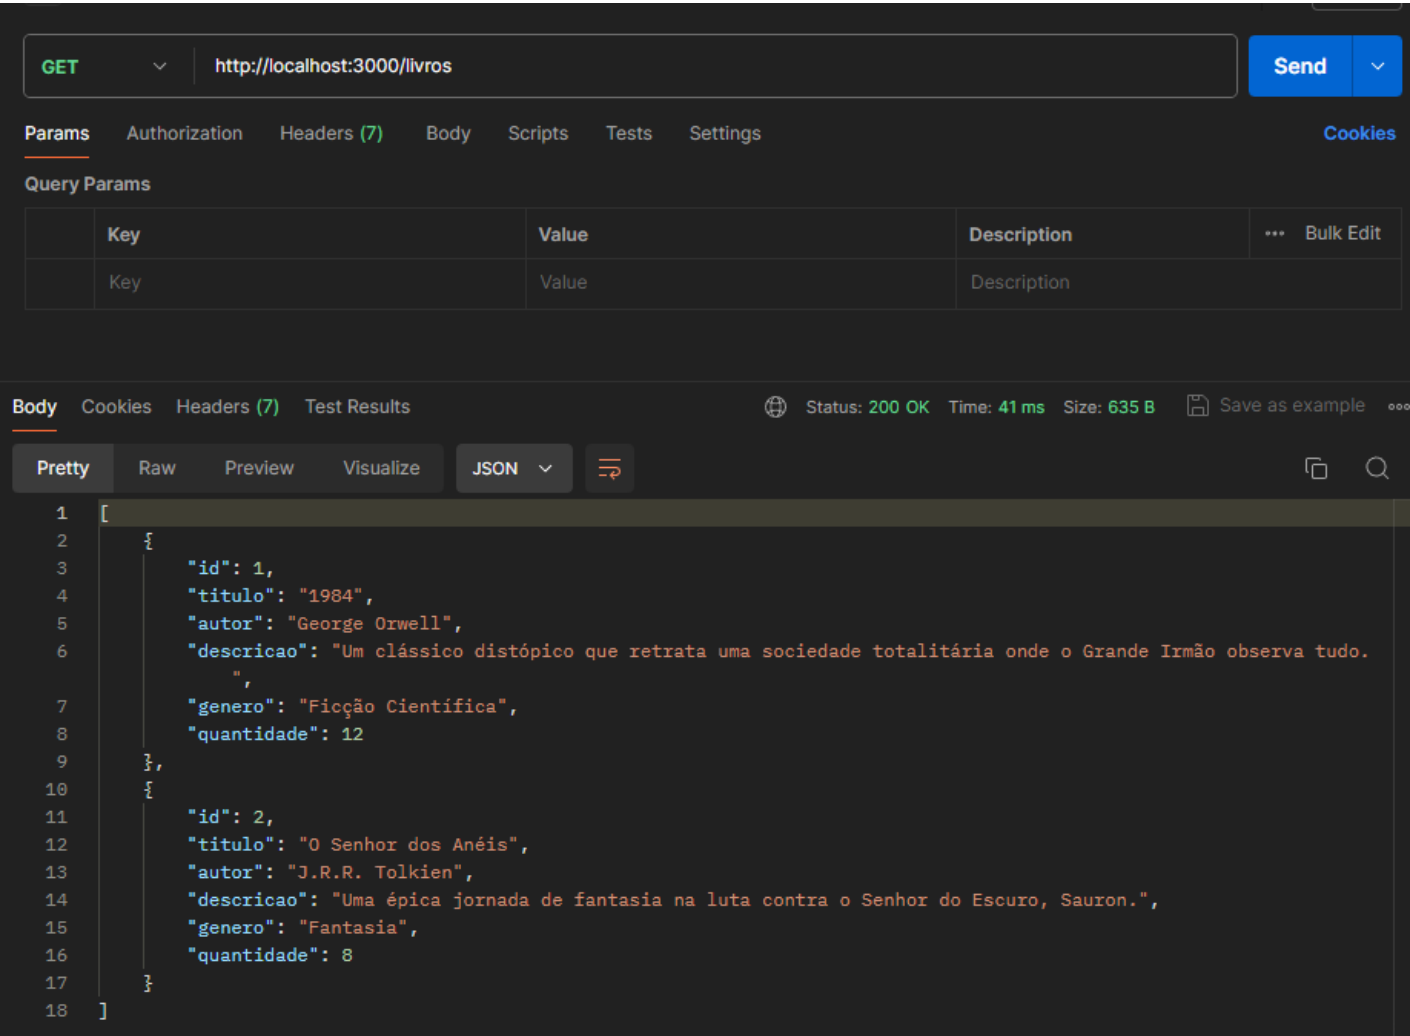 GET http://localhost:3000/livros Send
Params Authorization Headers (7) Body Scripts Tests Settings Cookies
Query Params
Key Value Description ••• Bulk Edit
Key Value Description
Body Cookies Headers (7) Test Results Status: 200 OK Time: 41 ms Size: 635 B Save as example
Pretty Raw Preview Visualize JSON
1 [
2 {
3 "id": 1,
4 "titulo": "1984",
5 "autor": "George Orwell",
6 "descricao": "Um clássico distópico que retrata uma sociedade totalitária onde o Grande Irmão observa tudo.
",
7 "genero": "Ficção Científica",
8 "quantidade": 12
9 },
10 {
11 "id": 2,
12 "titulo": "O Senhor dos Anéis",
13 "autor": "J.R.R. Tolkien",
14 "descricao": "Uma épica jornada de fantasia na luta contra o Senhor do Escuro, Sauron.",
15 "genero": "Fantasia",
16 "quantidade": 8
17 }
18 ]